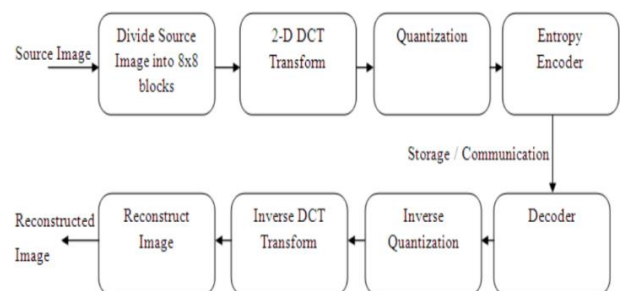 Source Image
Divide Source
Image into 8x8
blocks
2-D DCT
Transform
Quantization
Entropy
Encoder
Storage / Communication
Decoder
Inverse
Quantization
Inverse DCT
Transform
Reconstruct
Image
Reconstructed
Image